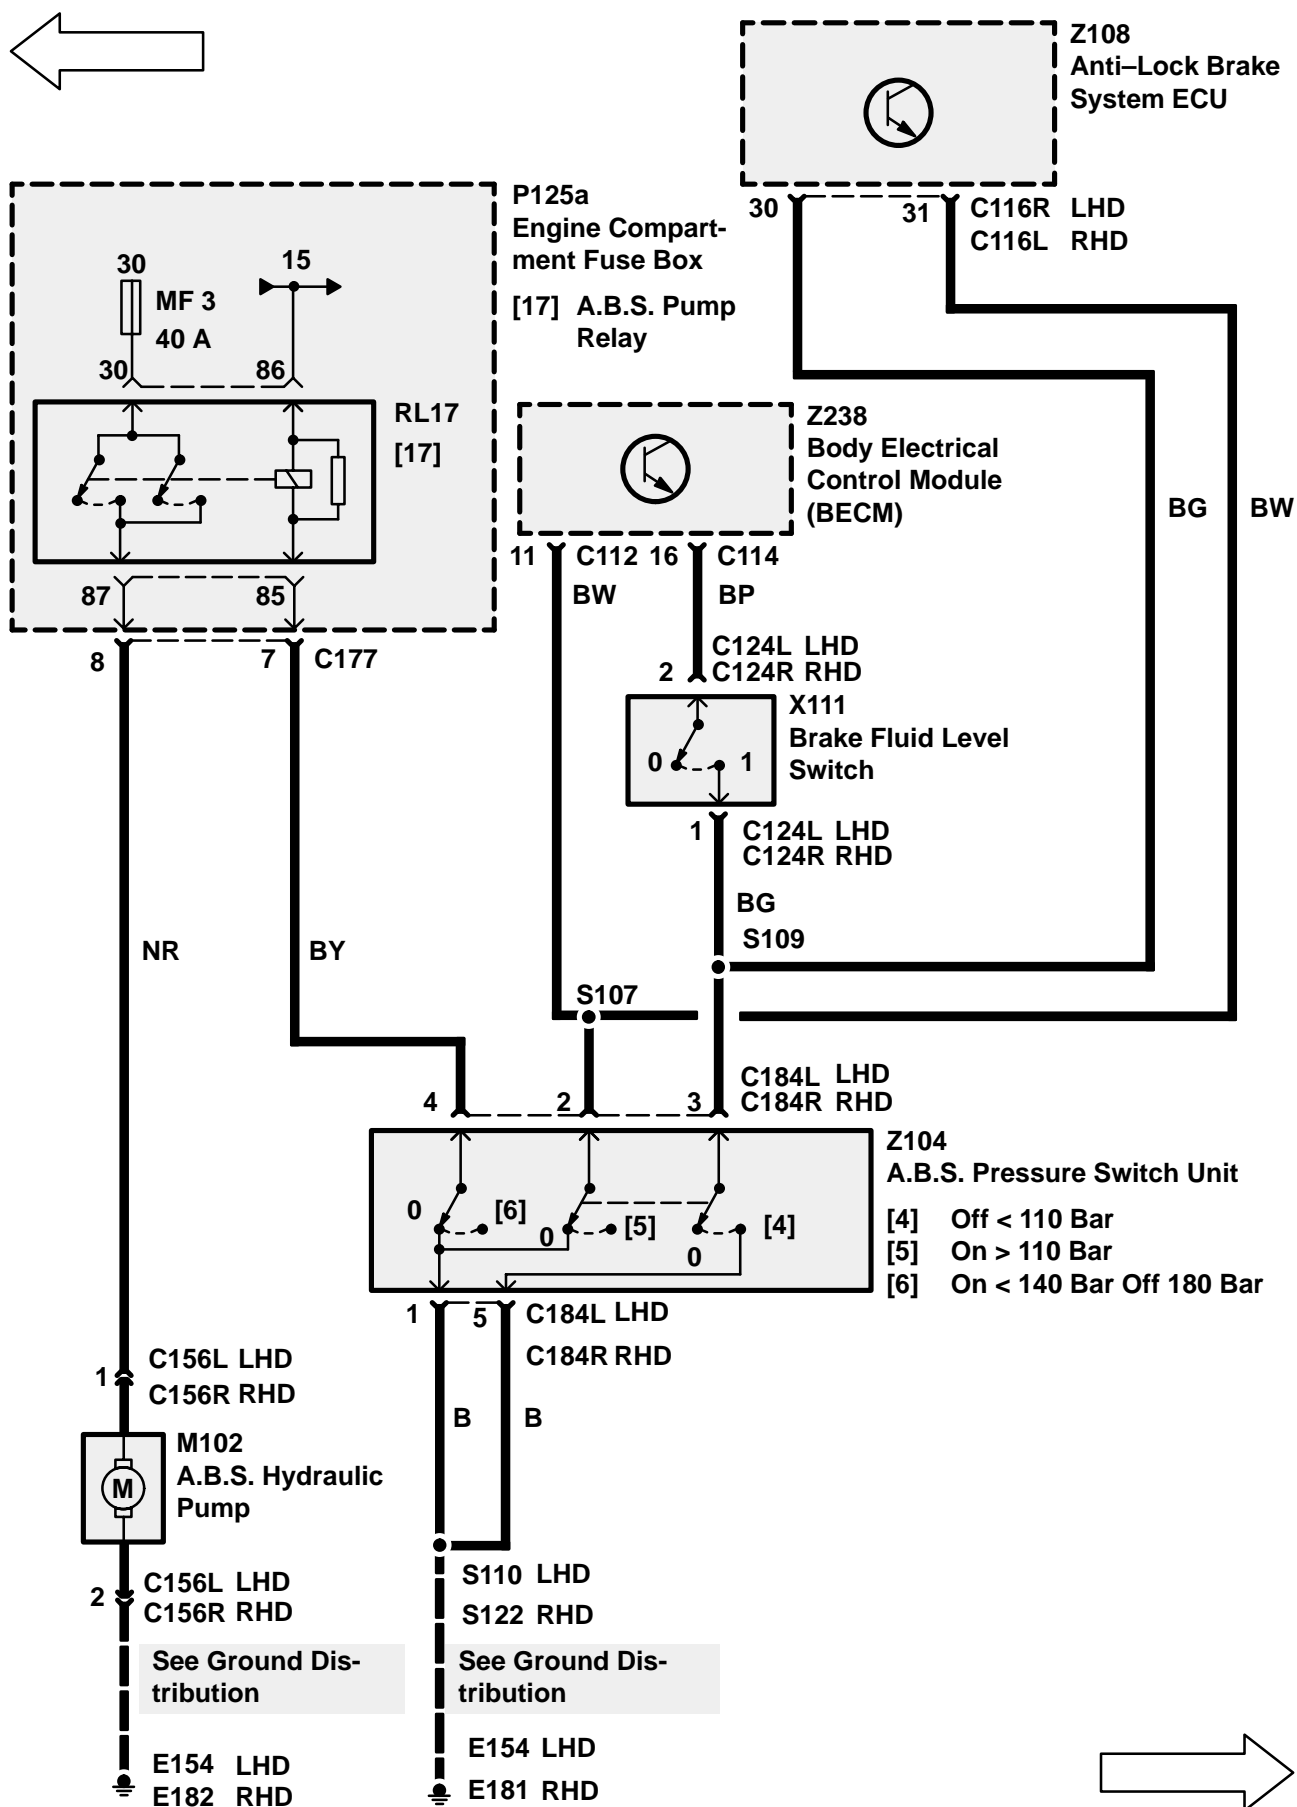 Z108
Anti–Lock Brake
System ECU
30
31
C116R LHD
C116L RHD
P125a
Engine Compart-
ment Fuse Box
[17] A.B.S. Pump
Relay
30
15
MF 3
40 A
30
86
RL17
[17]
87
85
8
7
C177
Z238
Body Electrical
Control Module
(BECM)
11
C112
16
C114
BW
BP
BG
BW
C124L LHD
2
C124R RHD
X111
Brake Fluid Level
Switch
0
1
1
C124L LHD
C124R RHD
BG
S109
NR
BY
S107
C184L LHD
C184R RHD
4
2
3
Z104
A.B.S. Pressure Switch Unit
[4] Off < 110 Bar
[5] On > 110 Bar
[6] On < 140 Bar Off 180 Bar
0
[6]
0
[5]
0
[4]
1
5
C184L LHD
C184R RHD
B
B
1
C156L LHD
C156R RHD
M102
A.B.S. Hydraulic
Pump
M
2
C156L LHD
C156R RHD
S110 LHD
S122 RHD
See Ground Dis-
tribution
See Ground Dis-
tribution
E154 LHD
E182 RHD
E154 LHD
E181 RHD